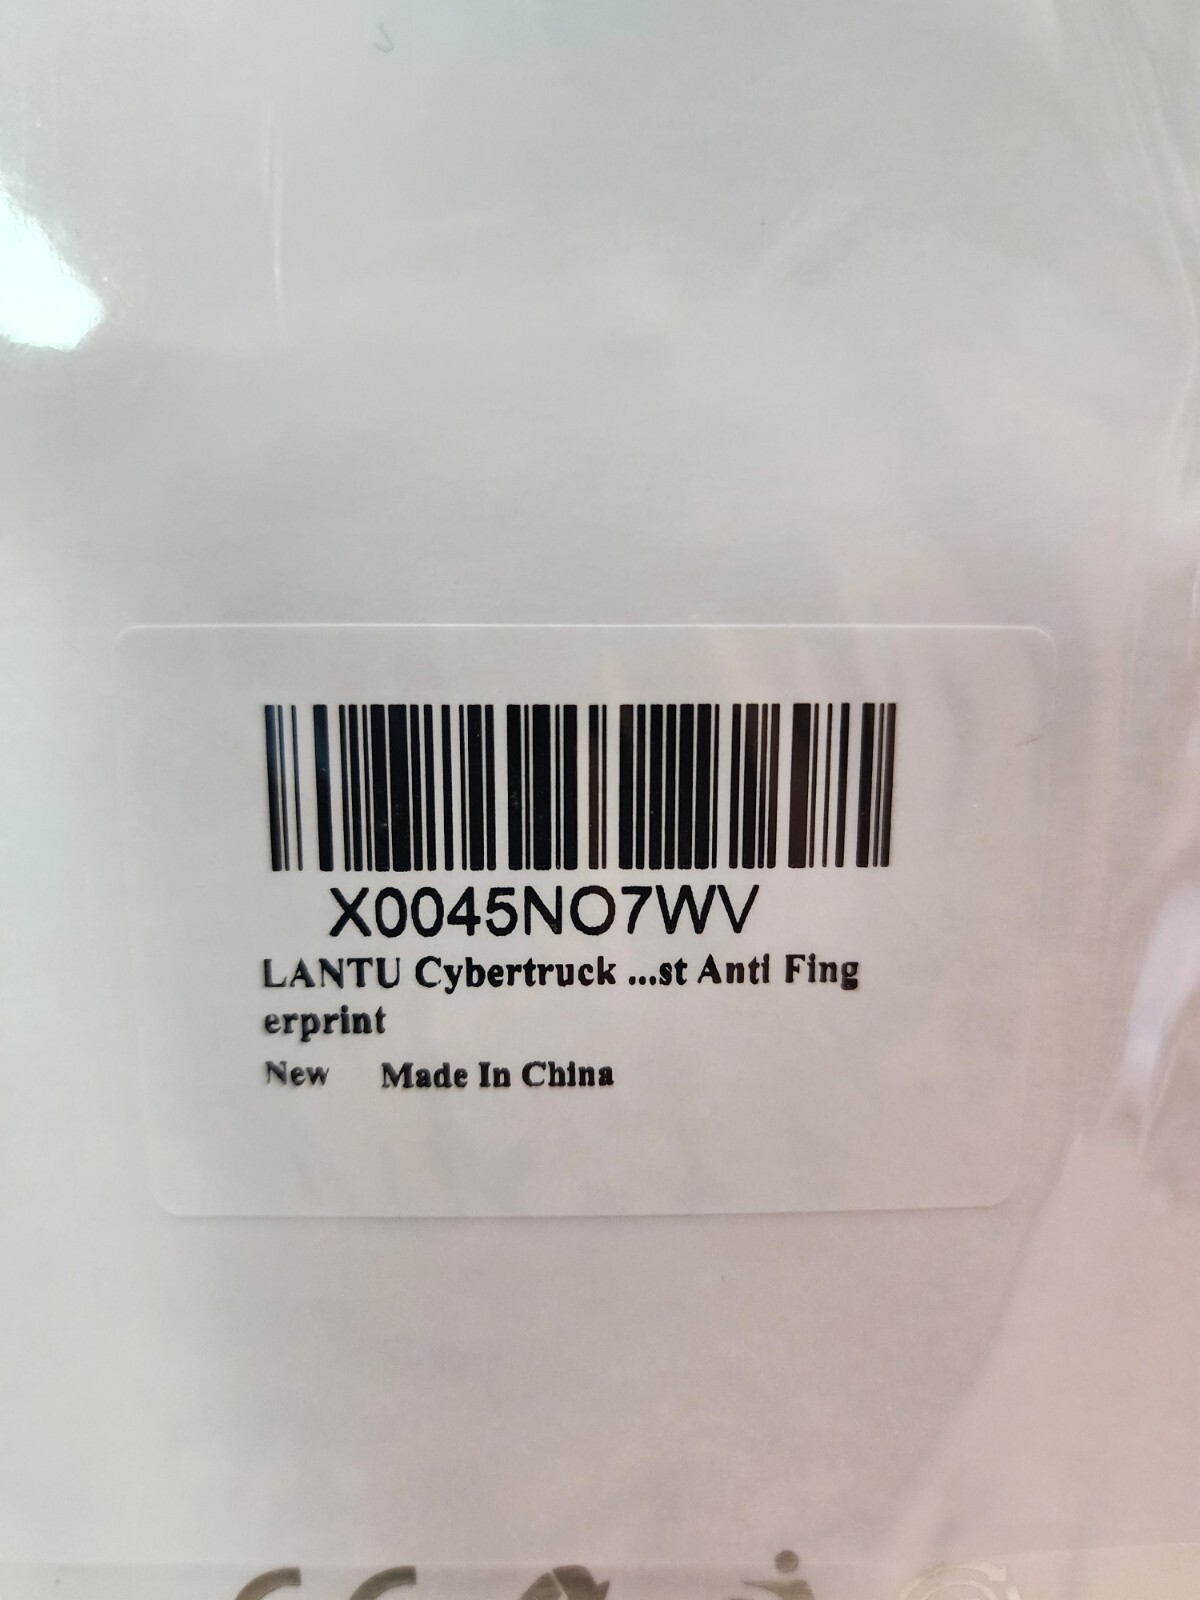 X0045NO7WV
LANTU Cybertruck ...st Anti Fing
erprint
New Made In China